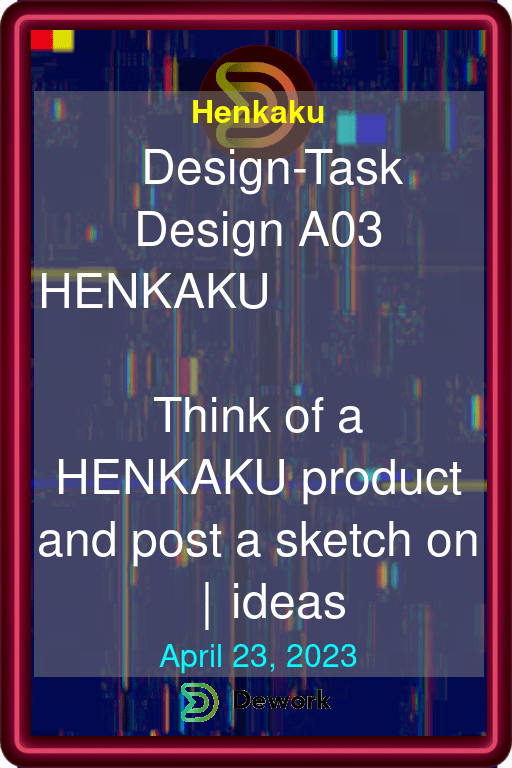 Henkaku
Design-Task
Design A03
HENKAKU
Think of a
HENKAKU product
and post a sketch on
| ideas
April 23, 2023
Dework